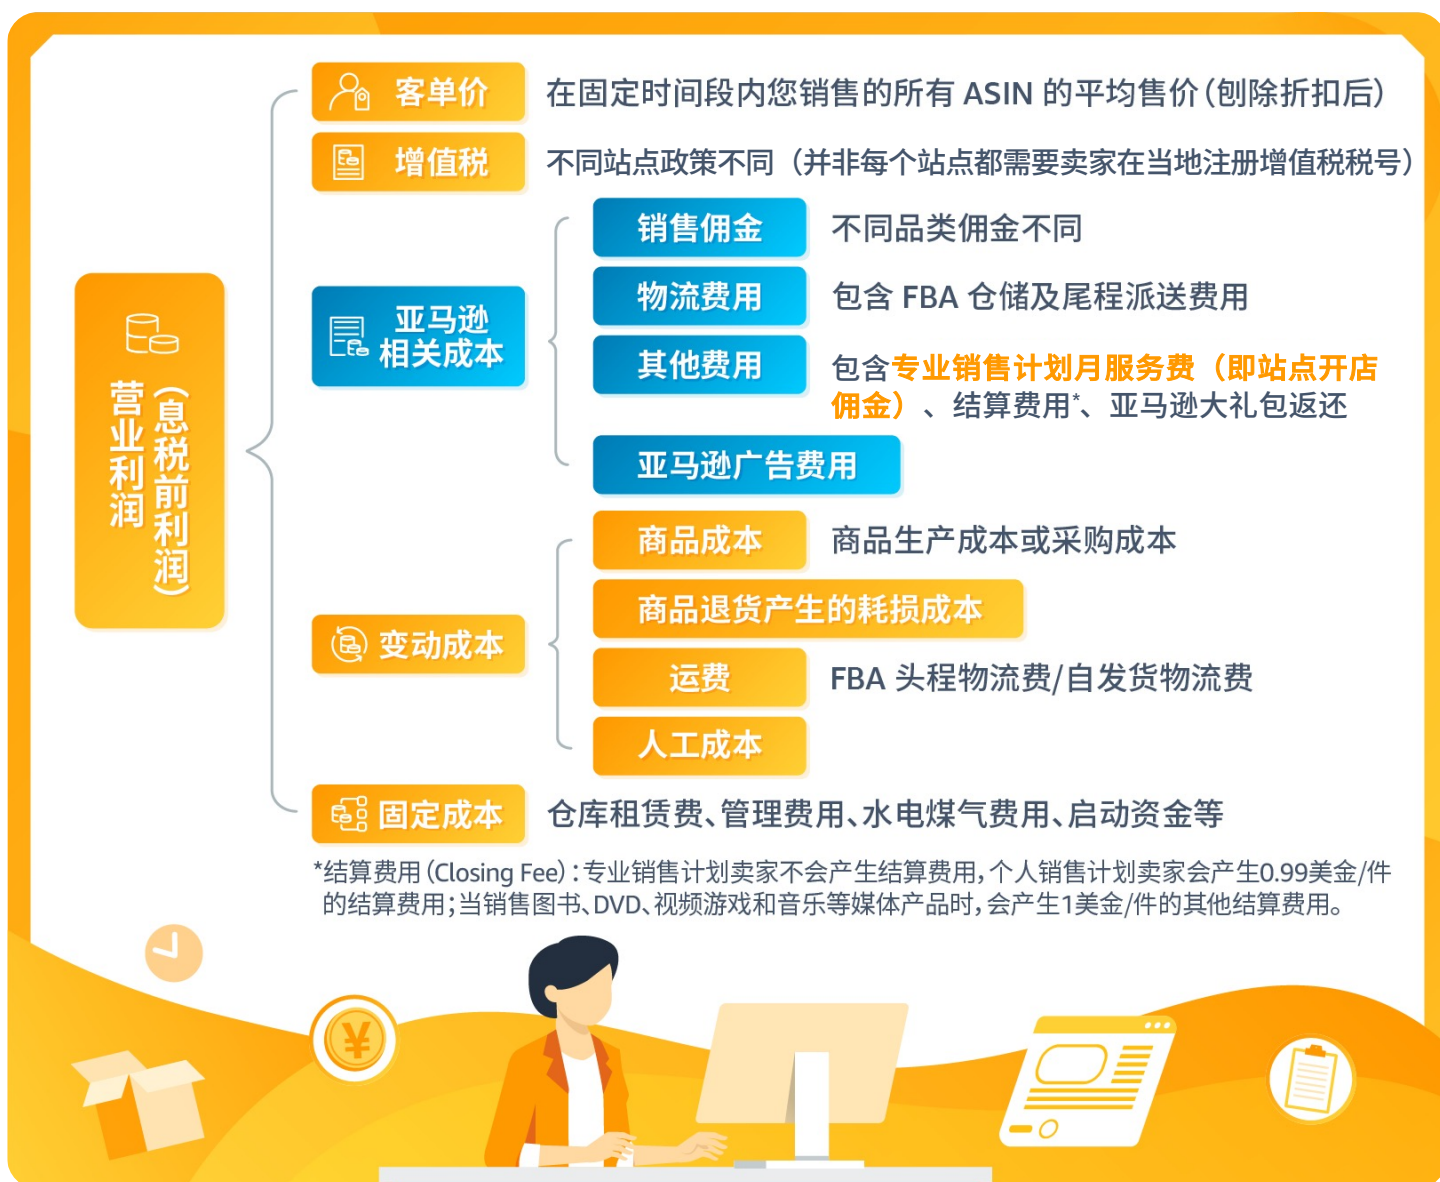 客单价
在固定时间段内您销售的所有 ASIN 的平均售价（刨除折扣后）
增值税
不同站点政策不同（并非每个站点都需要卖家在当地注册增值税税号）
营业利润
（息税前利润）
亚马逊
相关成本
销售佣金
不同品类佣金不同
物流费用
包含 FBA 仓储及尾程派送费用
其他费用
包含专业销售计划月服务费（即站点开店
佣金）、结算费用*、亚马逊大礼包返还
亚马逊广告费用
变动成本
商品成本
商品生产成本或采购成本
商品退货产生的耗损成本
运费
FBA 头程物流费/自发货物流费
人工成本
固定成本
仓库租赁费、管理费用、水电煤气费用、启动资金等
*结算费用（Closing Fee）：专业销售计划卖家不会产生结算费用，个人销售计划卖家会产生0.99美金/件
的结算费用；当销售图书、DVD、视频游戏和音乐等媒体产品时，会产生1美金/件的其他结算费用。
¥